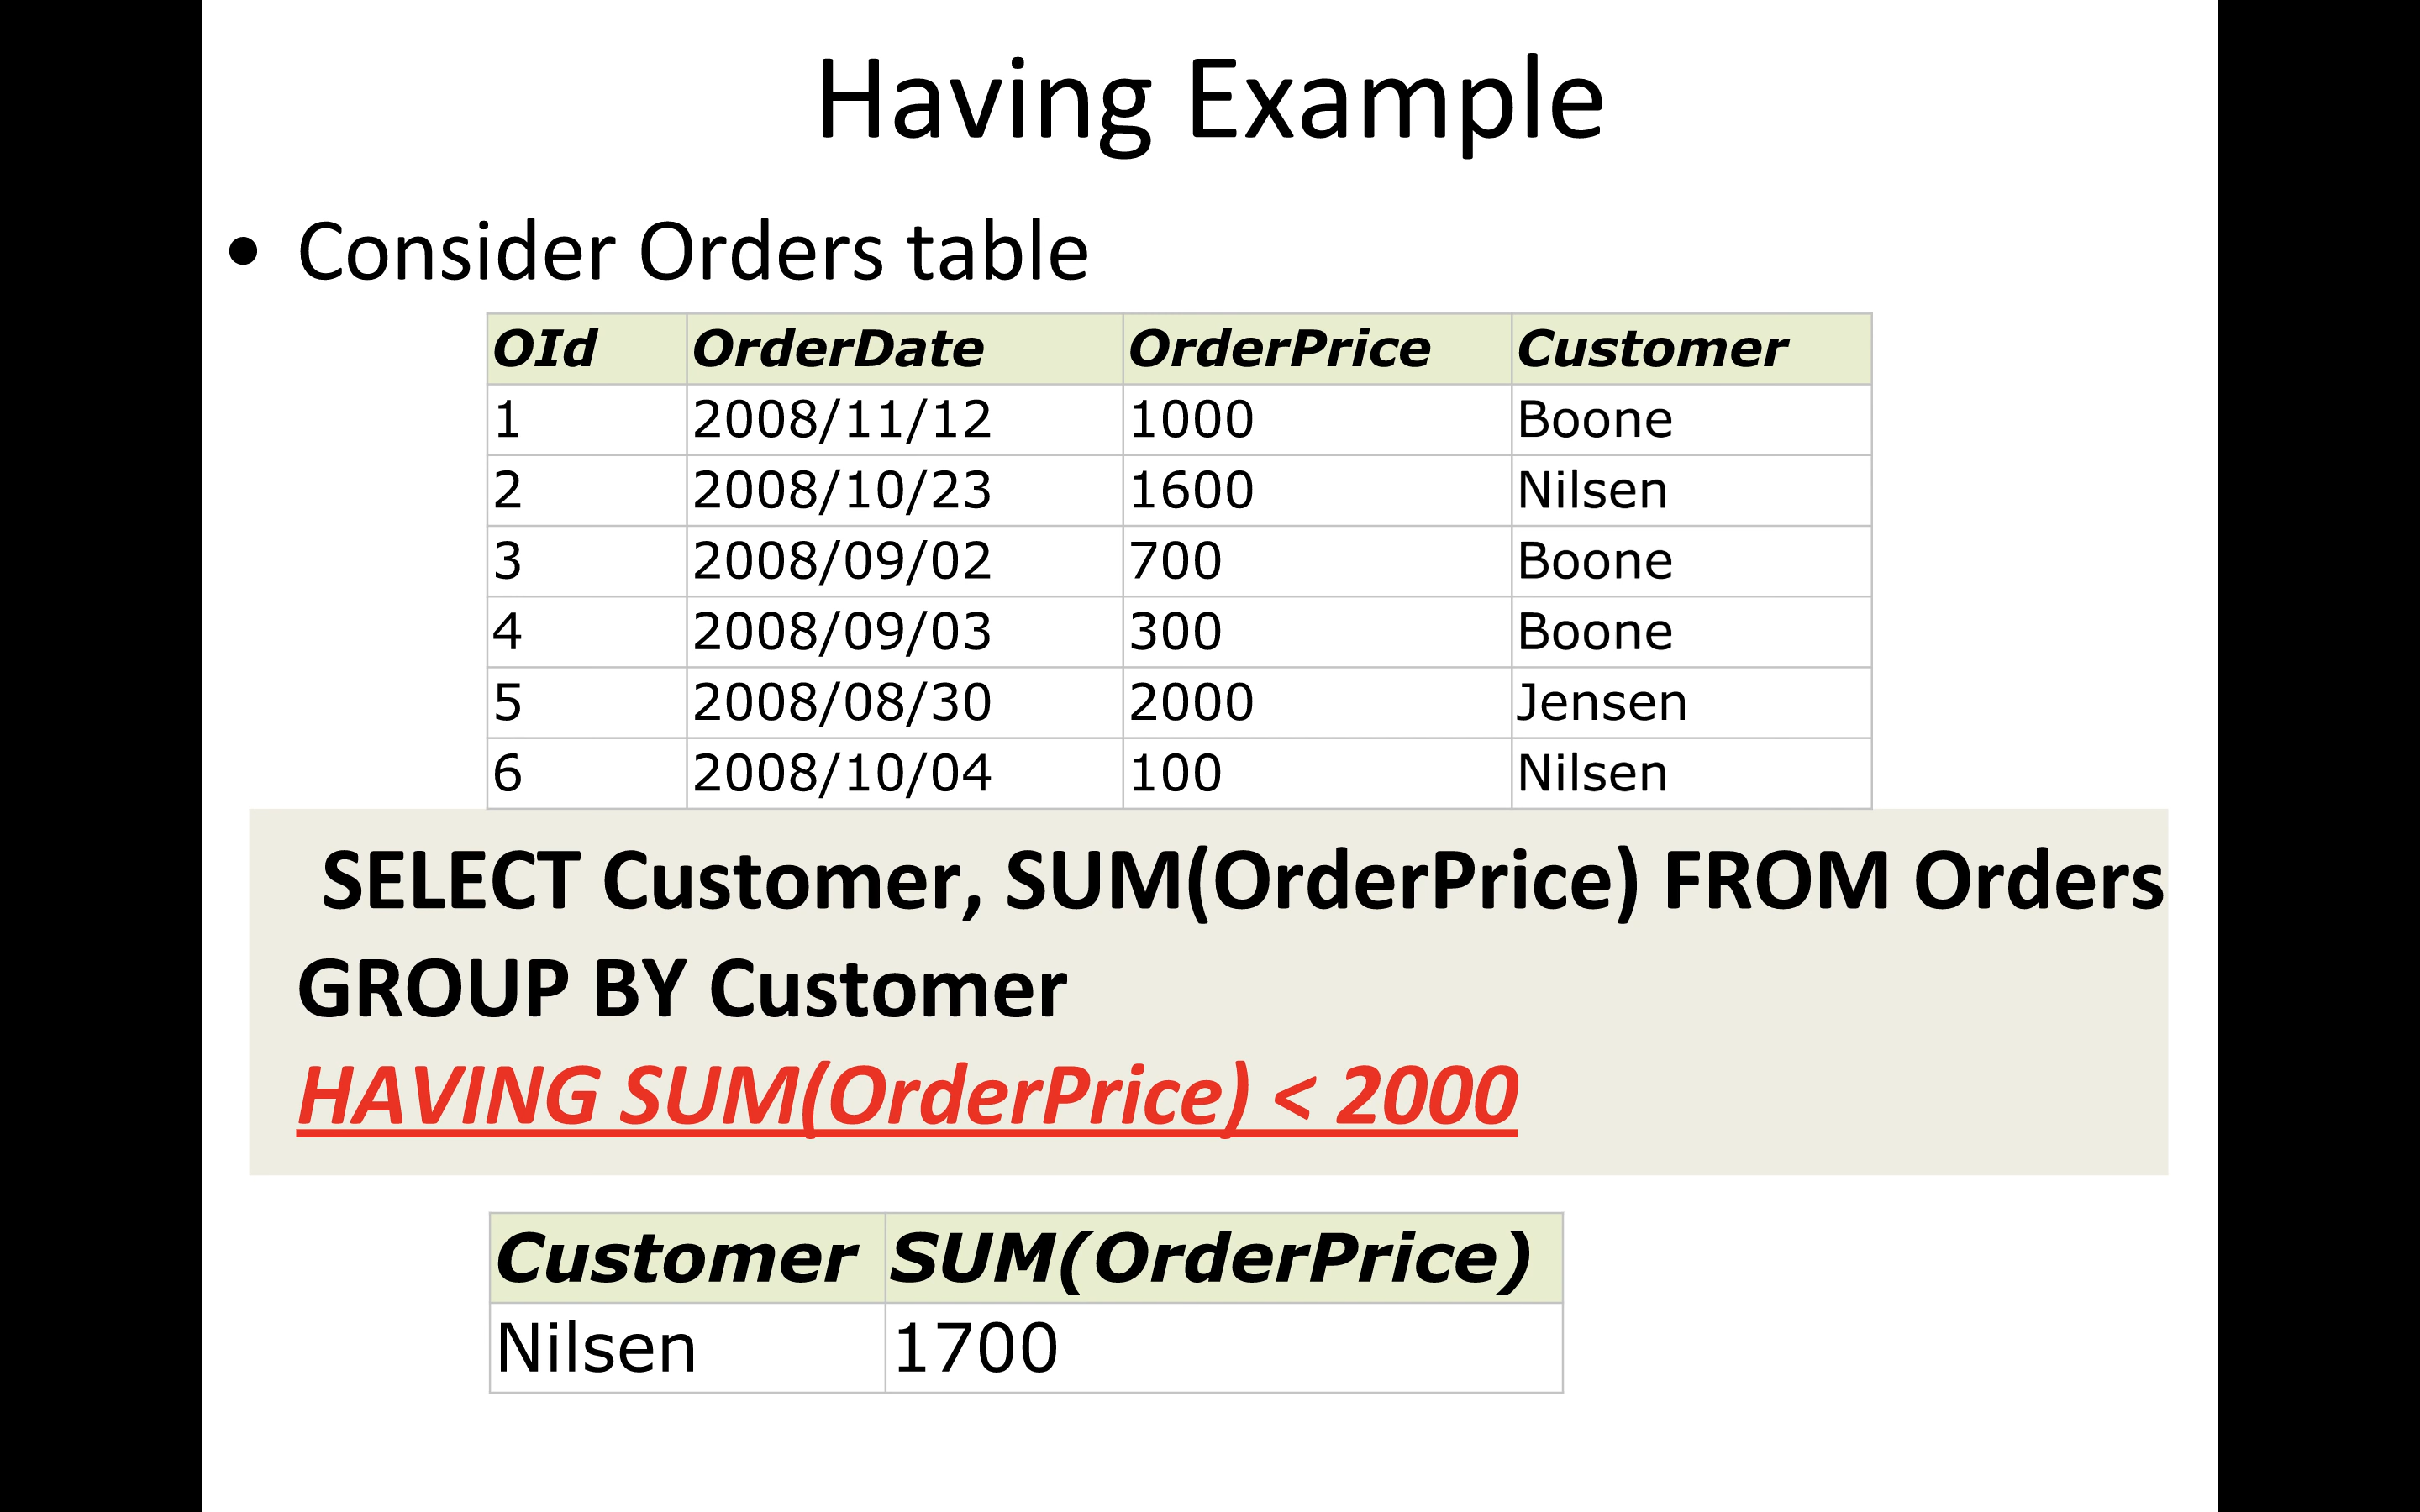 Having Example
• Consider Orders table
OId OrderDate OrderPrice Customer
1 2008/11/12 1000 Boone
2 2008/10/23 1600 Nilsen
3 2008/09/02 700 Boone
4 2008/09/03 300 Boone
5 2008/08/30 2000 Jensen
6 2008/10/04 100 Nilsen
SELECT Customer, SUM(OrderPrice) FROM Orders
GROUP BY Customer
HAVING SUM(OrderPrice) < 2000
Customer SUM(OrderPrice)
Nilsen 1700